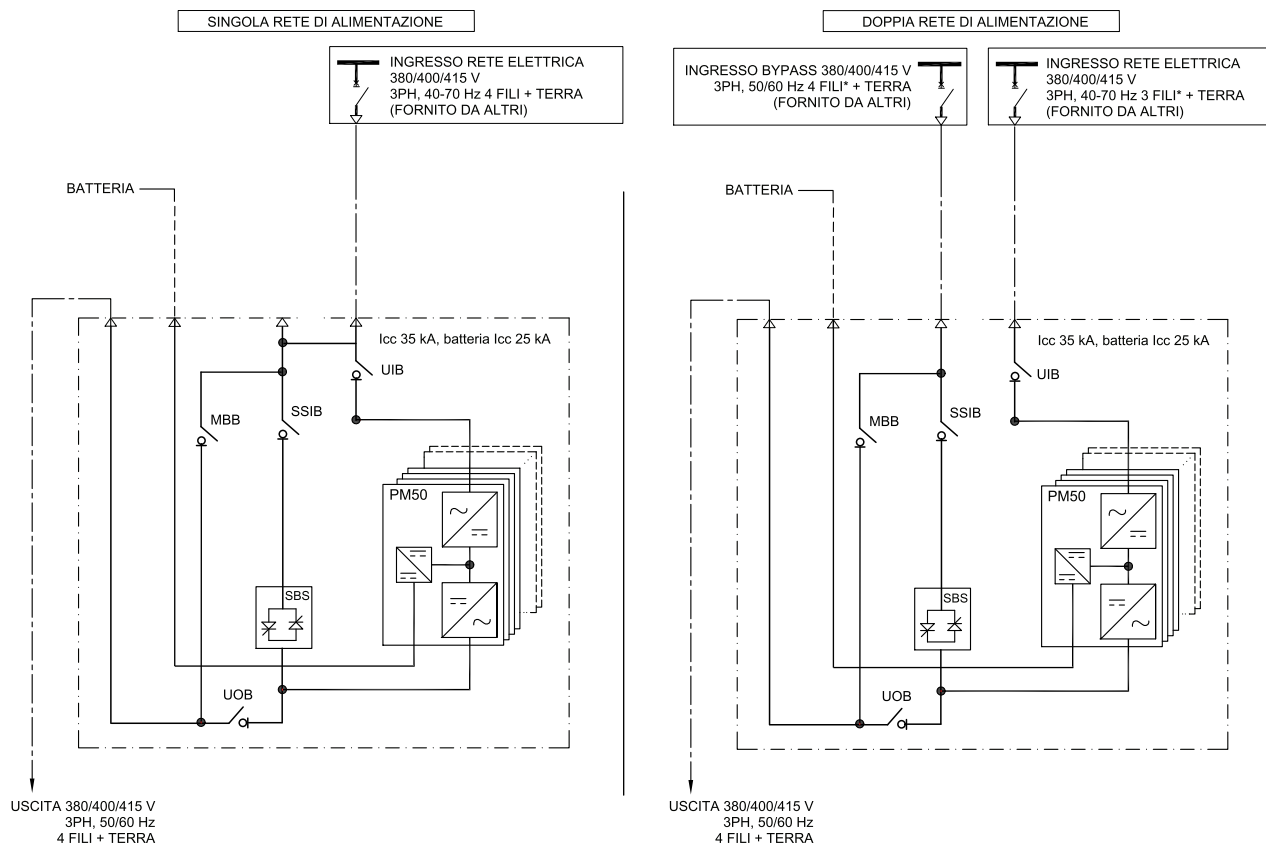 SINGOLA RETE DI ALIMENTAZIONE
INGRESSO RETE ELETTRICA
380/400/415 V
3PH, 40-70 Hz 4 FILI + TERRA
(FORNITO DA ALTRI)
BATTERIA
Icc 35 kA, batteria Icc 25 kA
UIB
MBB
SSIB
PM50
SBS
UOB
USCITA 380/400/415 V
3PH, 50/60 Hz
4 FILI + TERRA
DOPPIA RETE DI ALIMENTAZIONE
INGRESSO BYPASS 380/400/415 V
3PH, 50/60 Hz 4 FILI* + TERRA
(FORNITO DA ALTRI)
INGRESSO RETE ELETTRICA
380/400/415 V
3PH, 40-70 Hz 3 FILI* + TERRA
(FORNITO DA ALTRI)
BATTERIA
Icc 35 kA, batteria Icc 25 kA
UIB
MBB
SSIB
PM50
SBS
UOB
USCITA 380/400/415 V
3PH, 50/60 Hz
4 FILI + TERRA